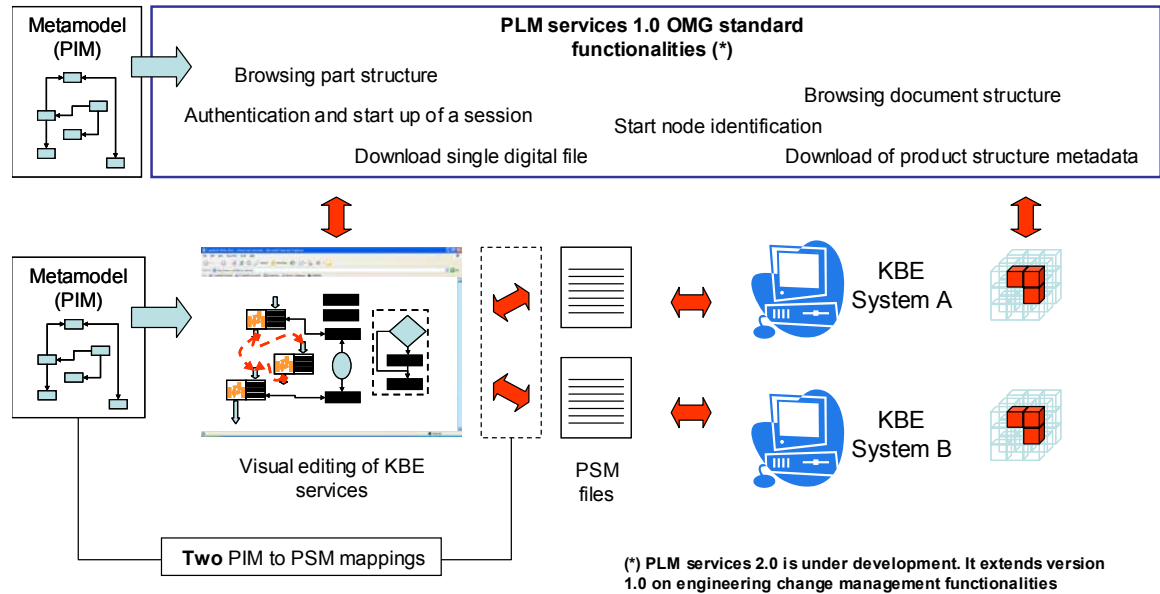 Metamodel
(PIM)
PLM services 1.0 OMG standard
functionalities (*)
Browsing part structure
Browsing document structure
Authentication and start up of a session
Start node identification
Download single digital file
Download of product structure metadata
Metamodel
(PIM)
KBE
System A
KBE
System B
Visual editing of KBE
services
PSM
files
Two PIM to PSM mappings
(*) PLM services 2.0 is under development. It extends version
1.0 on engineering change management functionalities